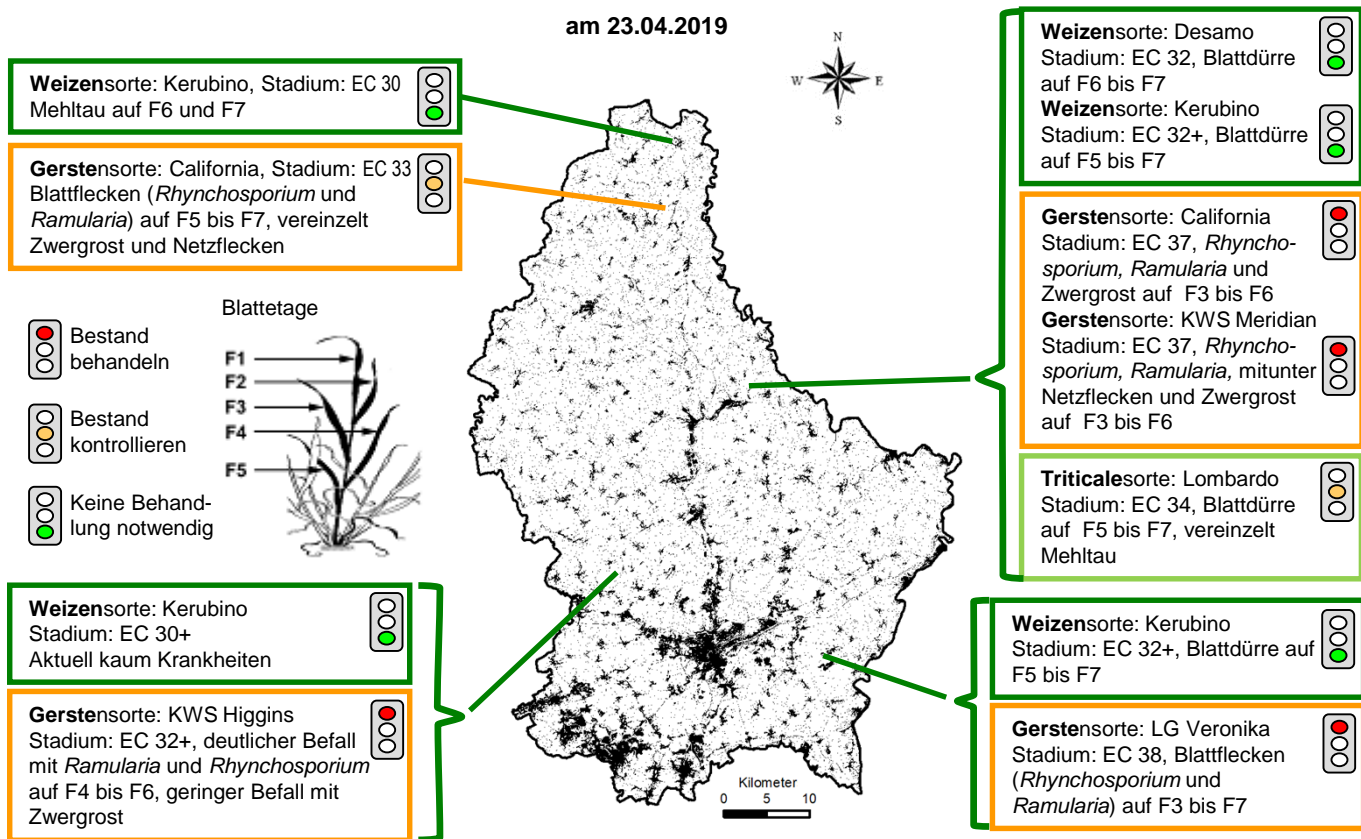 am 23.04.2019
N
W E
S
Weizensorte: Kerubino, Stadium: EC 30
Mehltau auf F6 und F7
Gerstensorte: California, Stadium: EC 33
Blattflecken (Rhynchosporium und
Ramularia) auf F5 bis F7, vereinzelt
Zwergrost und Netzflecken
Bestand
behandeln
Bestand
kontrollieren
Keine Behand-
lung notwendig
Blattetage
F1
F2
F3
F4
F5
Weizensorte: Kerubino
Stadium: EC 30+
Aktuell kaum Krankheiten
Gerstensorte: KWS Higgins
Stadium: EC 32+, deutlicher Befall
mit Ramularia und Rhynchosporium
auf F4 bis F6, geringer Befall mit
Zwergrost
Weizensorte: Desamo
Stadium: EC 32, Blattdürre
auf F6 bis F7
Weizensorte: Kerubino
Stadium: EC 32+, Blattdürre
auf F5 bis F7
Gerstensorte: California
Stadium: EC 37, Rhyncho-
sporium, Ramularia und
Zwergrost auf F3 bis F6
Gerstensorte: KWS Meridian
Stadium: EC 37, Rhyncho-
sporium, Ramularia, mitunter
Netzflecken und Zwergrost
auf F3 bis F6
Triticalesorte: Lombardo
Stadium: EC 34, Blattdürre
auf F5 bis F7, vereinzelt
Mehltau
Weizensorte: Kerubino
Stadium: EC 32+, Blattdürre auf
F5 bis F7
Gerstensorte: LG Veronika
Stadium: EC 38, Blattflecken
(Rhynchosporium und
Ramularia) auf F3 bis F7
Kilometer
0 5 10